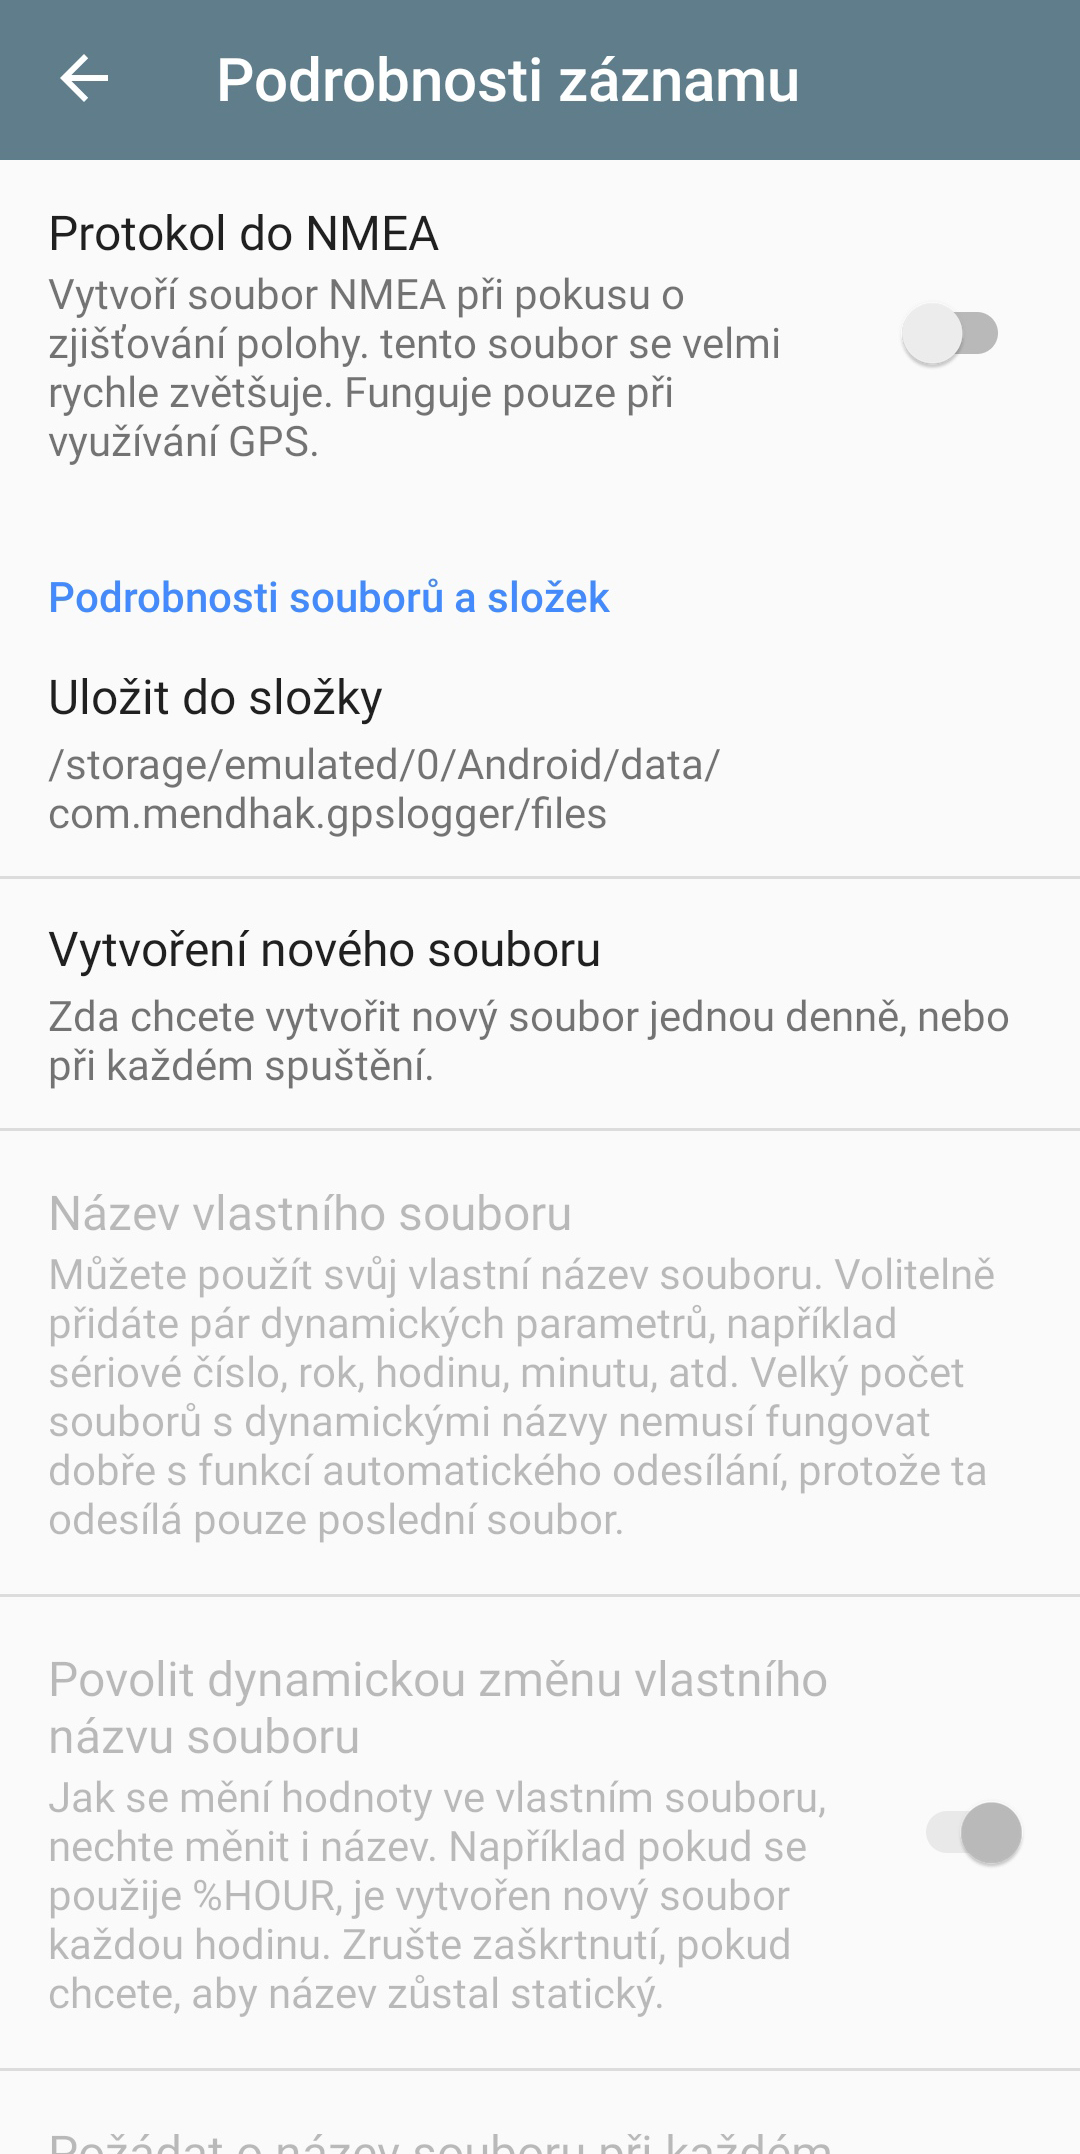 Podrobnosti záznamu
Protokol do NMEA
Vytvoří soubor NMEA při pokusu o
zjišťování polohy. tento soubor se velmi
rychle zvětšuje. Funguje pouze při
využívání GPS.
Podrobnosti souborů a složek
Uložit do složky
/storage/emulated/0/Android/data/
com.mendhak.gpslogger/files
Vytvoření nového souboru
Zda chcete vytvořit nový soubor jednou denně, nebo
při každém spuštění.
Název vlastního souboru
Můžete použít svůj vlastní název souboru. Volitelně
přidáte pár dynamických parametrů, například
sériové číslo, rok, hodinu, minutu, atd. Velký počet
souborů s dynamickými názvy nemusí fungovat
dobře s funkcí automatického odesílání, protože ta
odesílá pouze poslední soubor.
Povolit dynamickou změnu vlastního
názvu souboru
Jak se mění hodnoty ve vlastním souboru,
nechte měnit i název. Například pokud se
použije %HOUR, je vytvořen nový soubor
každou hodinu. Zrušte zaškrtnutí, pokud
chcete, aby název zůstal statický.
Požádat o název souboru při každém